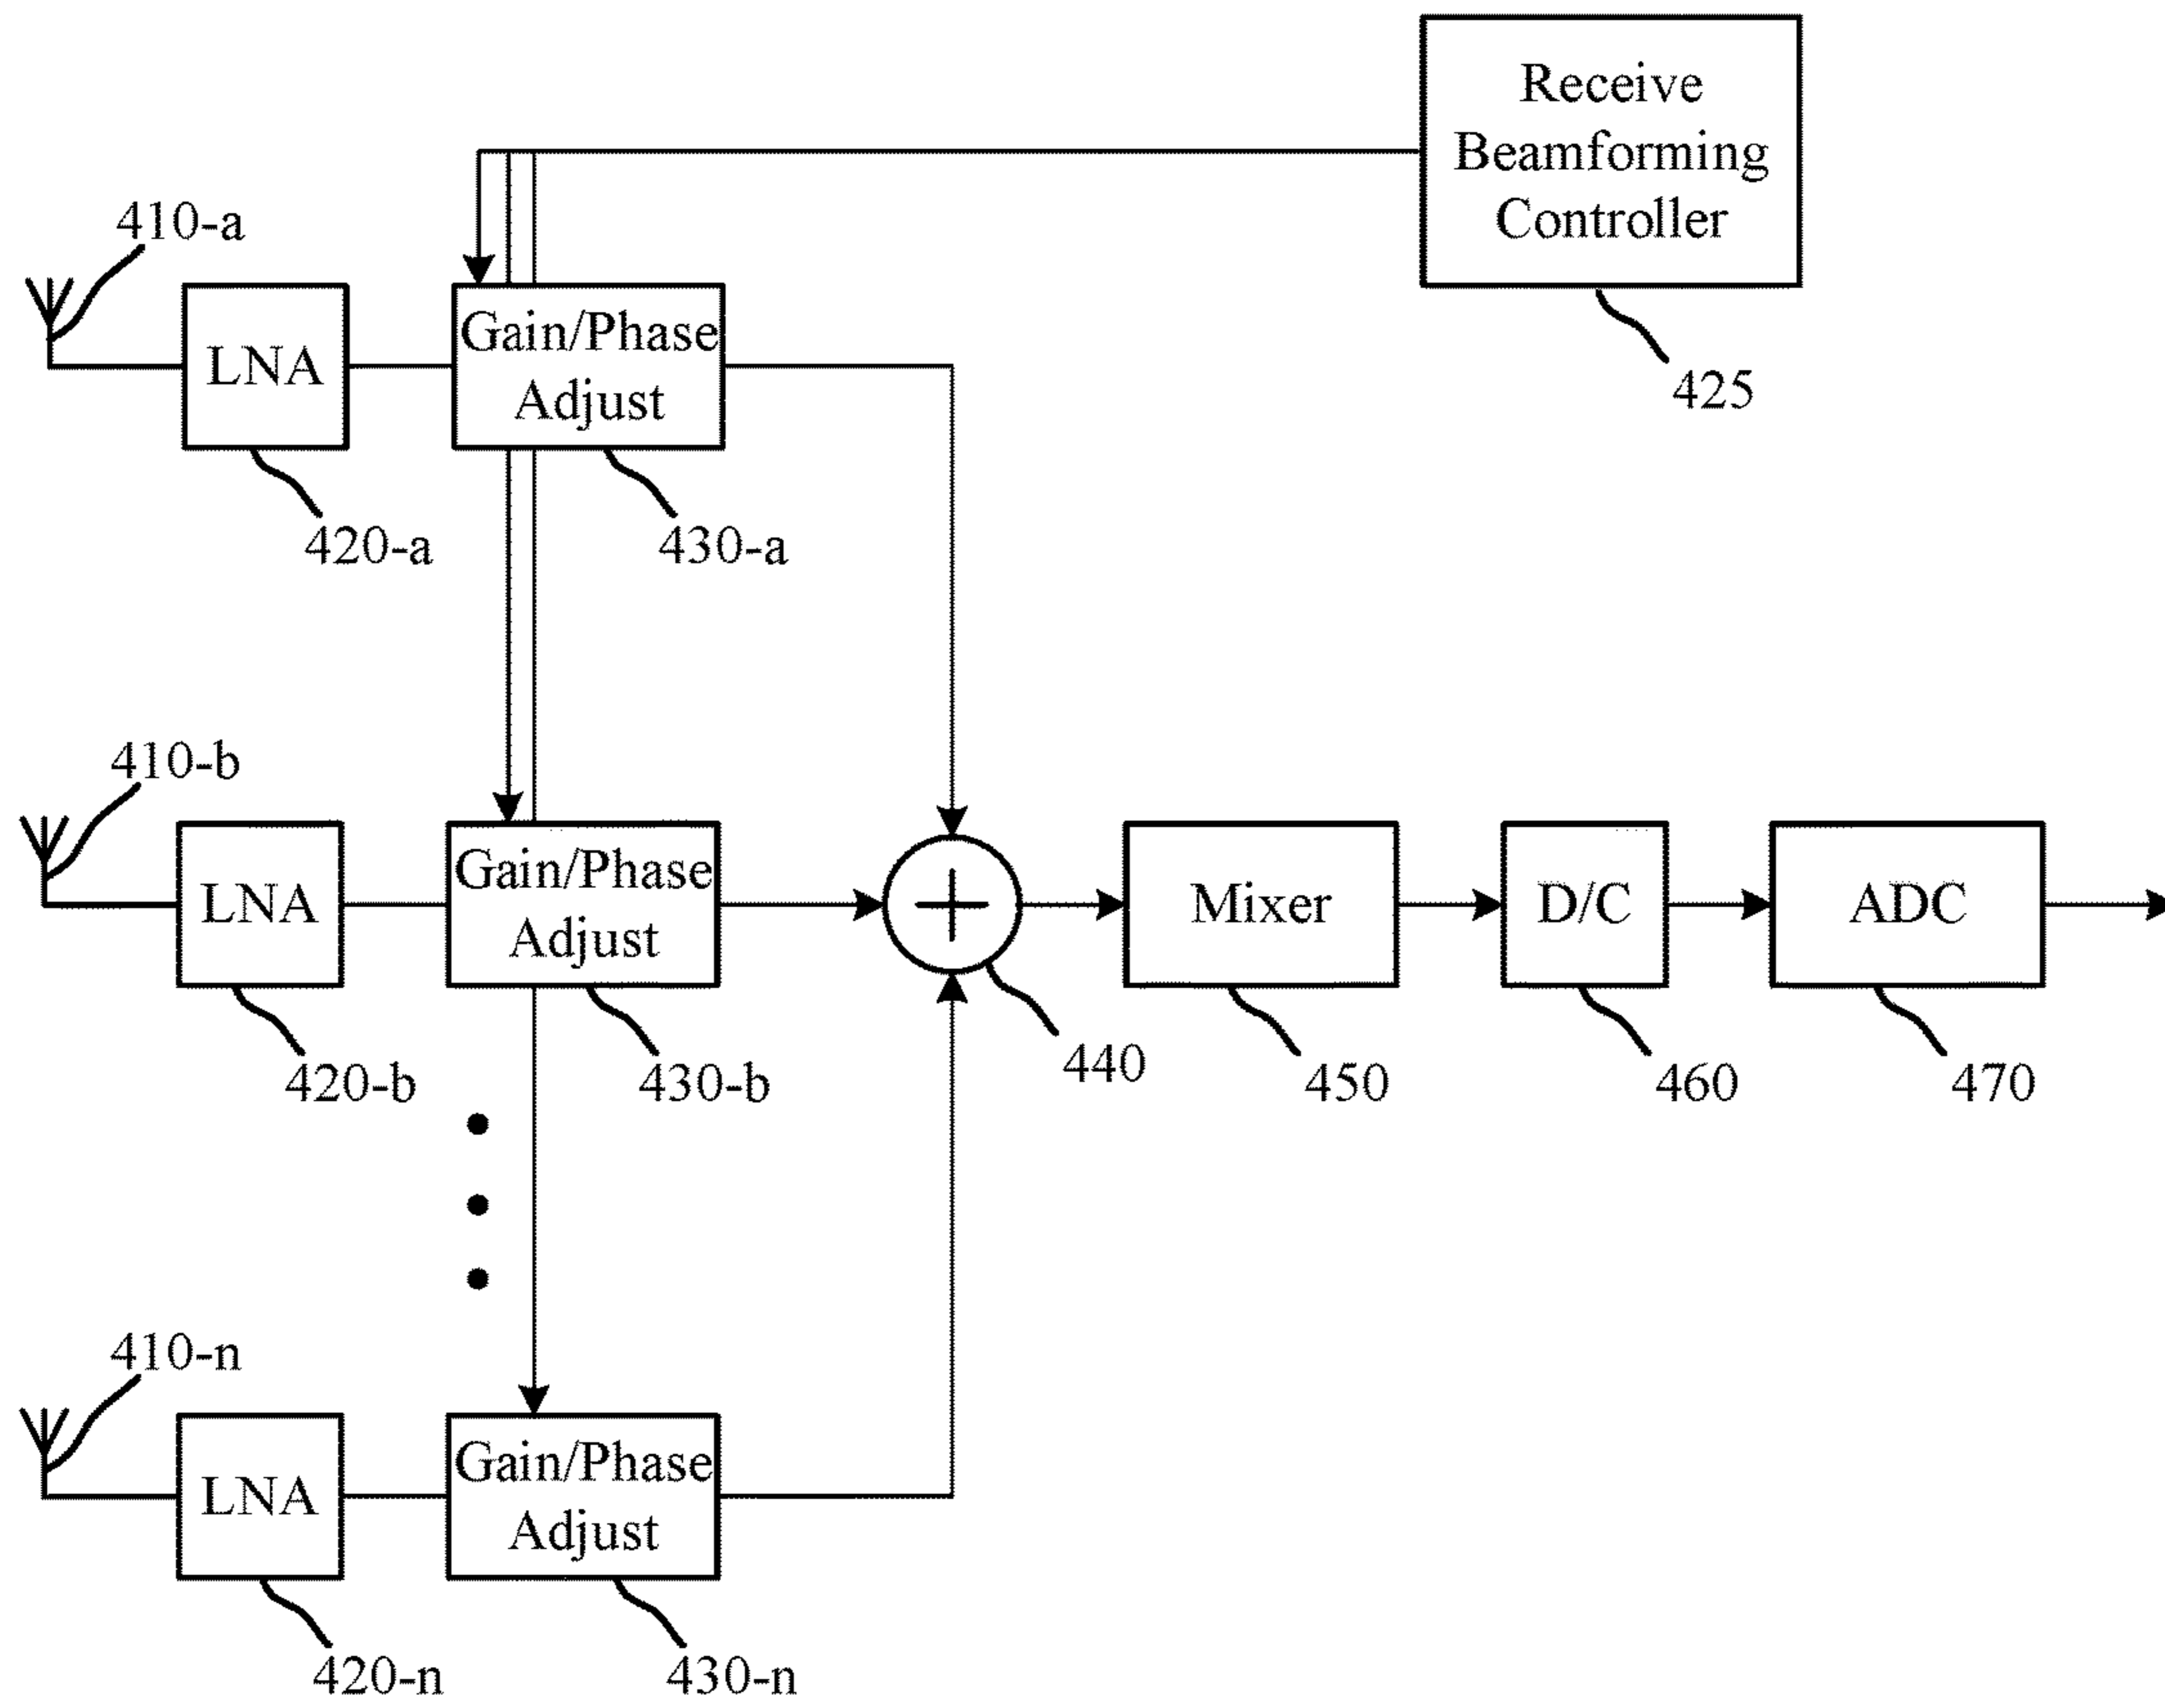 Receive
Beamforming
Controller
425
410-a
LNA
Gain/Phase
Adjust
420-a
430-a
410-b
LNA
Gain/Phase
Adjust
Mixer
D/C
ADC
420-b
430-b
440
450
460
470
410-n
LNA
Gain/Phase
Adjust
420-n
430-n